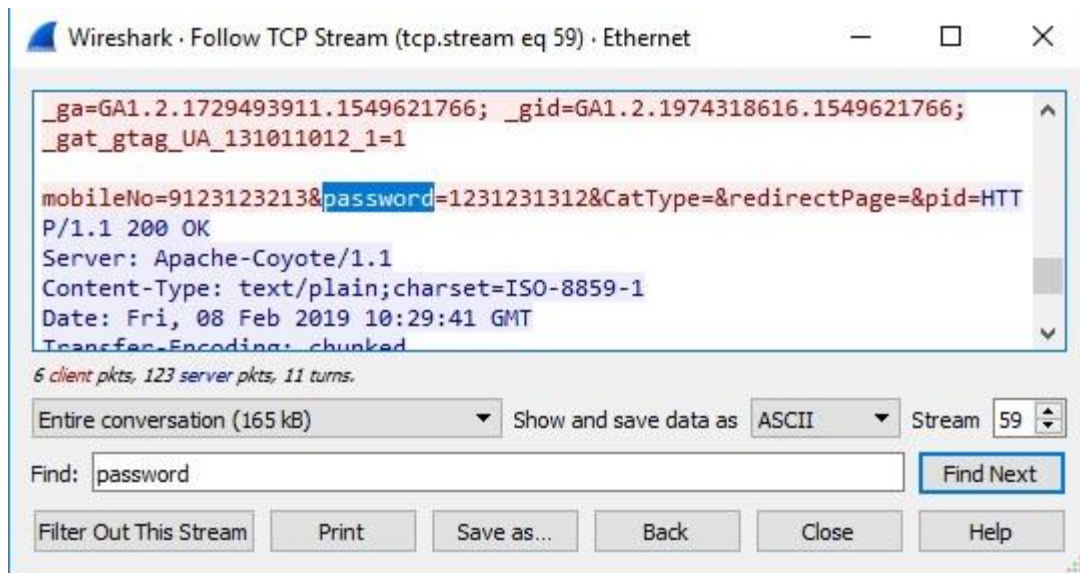 Wireshark · Follow TCP Stream (tcp.stream eq 59) · Ethernet
_ga=GA1.2.1729493911.1549621766; _gid=GA1.2.1974318616.1549621766;
_gat_gtag_UA_131011012_1=1
mobileNo=9123123213&password=1231231312&CatType=&redirectPage=&pid=HTT
P/1.1 200 OK
Server: Apache-Coyote/1.1
Content-Type: text/plain;charset=ISO-8859-1
Date: Fri, 08 Feb 2019 10:29:41 GMT
Transfer-Encoding: chunked
6 client pkts, 123 server pkts, 11 turns.
Entire conversation (165 kB) Show and save data as ASCII Stream 59
Find: password Find Next
Filter Out This Stream Print Save as... Back Close Help